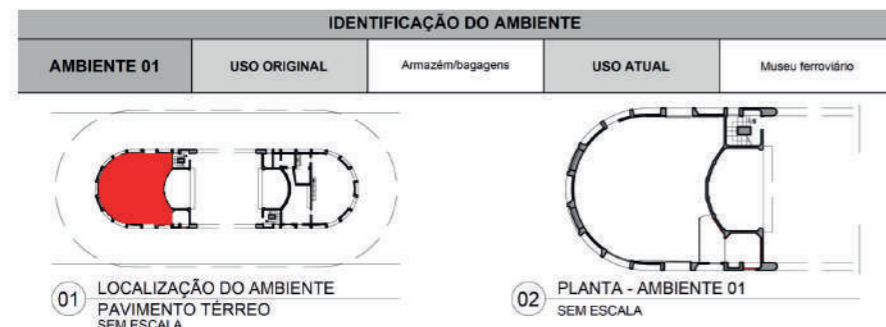 IDENTIFICAÇÃO DO AMBIENTE
AMBIENTE 01 USO ORIGINAL Armazém/bagagens USO ATUAL Museu ferroviário
01 LOCALIZAÇÃO DO AMBIENTE
PAVIMENTO TÉRREO
SEM ESCALA
02 PLANTA - AMBIENTE 01
SEM ESCALA